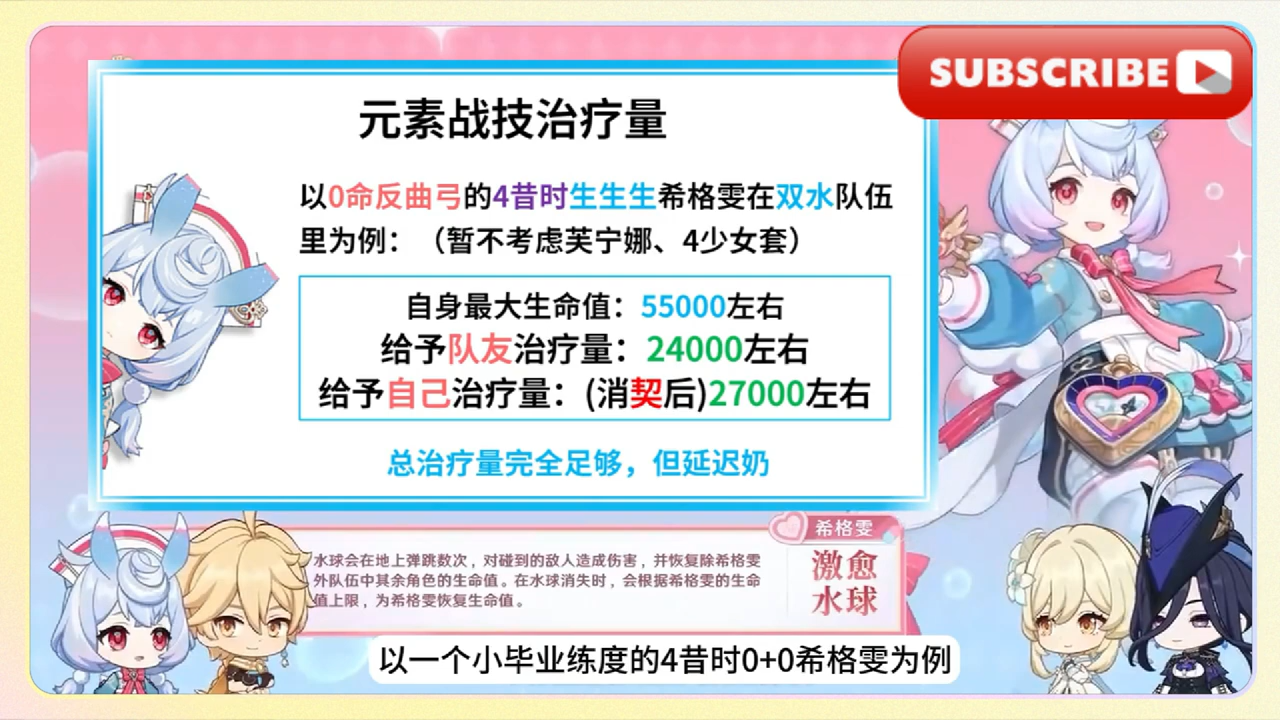 SUBSCRIBE
元素战技治疗量
以0命反曲弓的4昔时生生生希格雯在双水队伍
里为例：（暂不考虑芙宁娜、4少女套）
自身最大生命值：55000左右
给予队友治疗量：24000左右
给予自己治疗量：(消契后)27000左右
总治疗量完全足够，但延迟奶
希格雯
水球会在地上弹跳数次，对碰到的敌人造成伤害，并恢复除希格雯
外队伍中其余角色的生命值。在水球消失时，会根据希格雯的生命
值上限，为希格雯恢复生命值。
激愈
水球
以一个小毕业练度的4昔时0+0希格雯为例